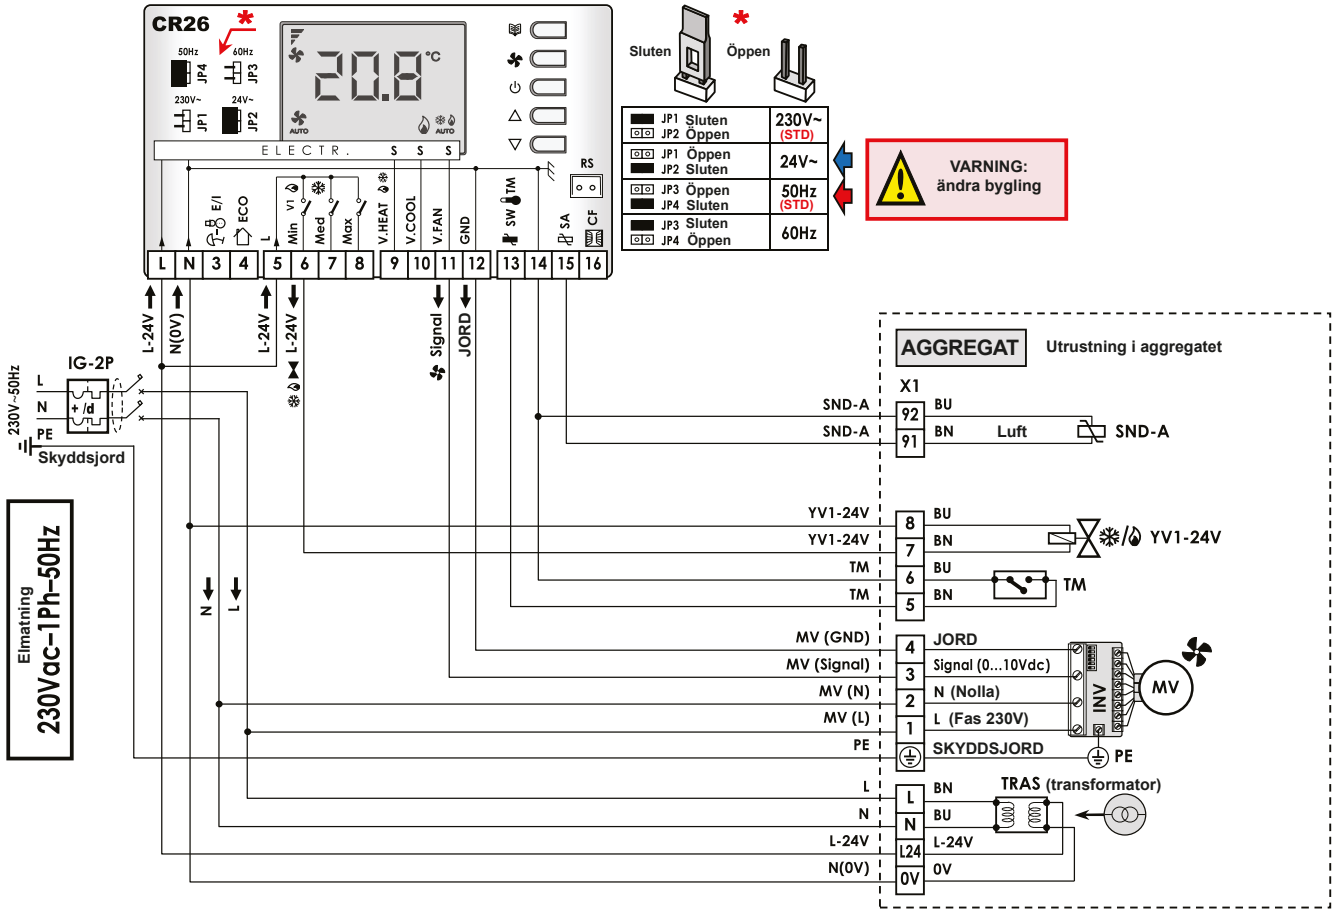 CR26
*
50Hz
60Hz
JP4
JP3
230V~
24V~
JP1
JP2
20.8 °C
AUTO
AUTO
ELECTR.
S S S
RS
E/I
ECO
L
Min V1
Med
Max
V.HEAT
V.COOL
V.FAN
GND
SW TM
SA
CF
L N 3 4 5 6 7 8 9 10 11 12 13 14 15 16
*
Sluten
Öppen
JP1 Sluten
JP2 Öppen
230V~
(STD)
JP1 Öppen
JP2 Sluten
24V~
JP3 Öppen
JP4 Sluten
50Hz
(STD)
JP3 Sluten
JP4 Öppen
60Hz
VARNING:
ändra bygling
L-24V
N(0V)
L-24V
L-24V
Signal
JORD
IG-2P
230V~50Hz
L
N
PE
+ /d
Skyddsjord
Elmatning
230Vac–1Ph–50Hz
N
L
AGGREGAT
Utrustning i aggregatet
X1
SND-A 92 BU
SND-A 91 BN
Luft
SND-A
YV1-24V 8 BU
YV1-24V 7 BN
YV1-24V
TM 6 BU
TM 5 BN
TM
MV (GND) 4 JORD
MV (Signal) 3 Signal (0...10Vdc)
MV (N) 2 N (Nolla)
MV (L) 1 L (Fas 230V)
PE SKYDDSJORD
INV
MV
PE
TRAS (transformator)
L L BN
N N BU
L-24V L24 L-24V
N(0V) 0V 0V